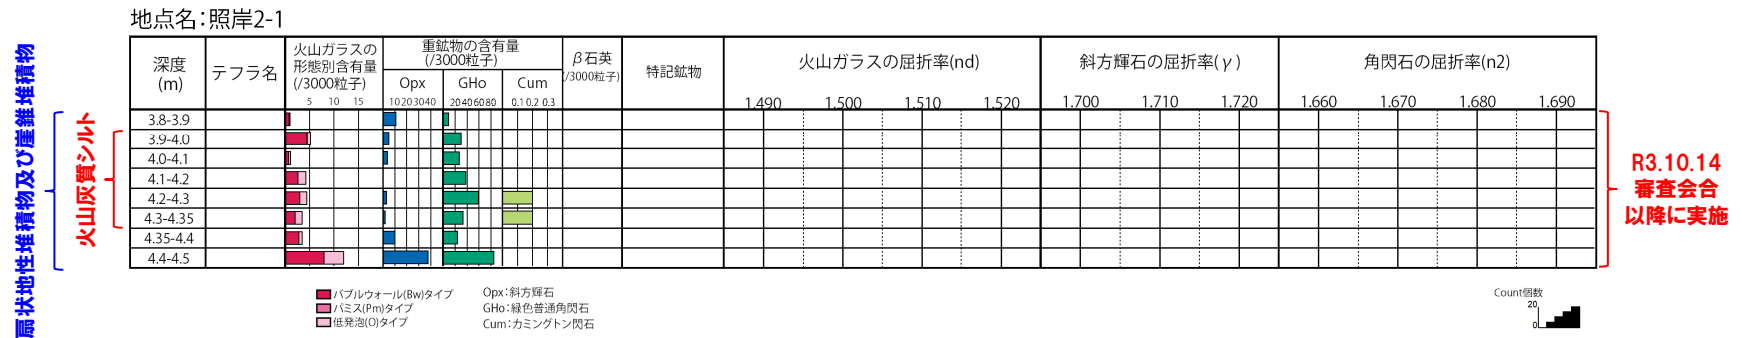 地点名：照岸2-1
扇状地性堆積物及び崖錐堆積物
火山灰質シルト
深度
(m)
テフラ名
火山ガラスの
形態別含有量
(/3000粒子)
5 10 15
重鉱物の含有量
(/3000粒子)
Opx
10 20 30 40
GHo
20 40 60 80
Cum
0.1 0.2 0.3
β石英
(/3000粒子)
特記鉱物
火山ガラスの屈折率(nd)
1.490 1.500 1.510 1.520
斜方輝石の屈折率(γ)
1.700 1.710 1.720
角閃石の屈折率(n2)
1.660 1.670 1.680 1.690
3.8-3.9
3.9-4.0
4.0-4.1
4.1-4.2
4.2-4.3
4.3-4.35
4.35-4.4
4.4-4.5
R3.10.14
審査会合
以降に実施
バブルウォール(Bw)タイプ
パミス(Pm)タイプ
低発泡(O)タイプ
Opx：斜方輝石
GHo：緑色普通角閃石
Cum：カミングトン閃石
Count個数
20
0